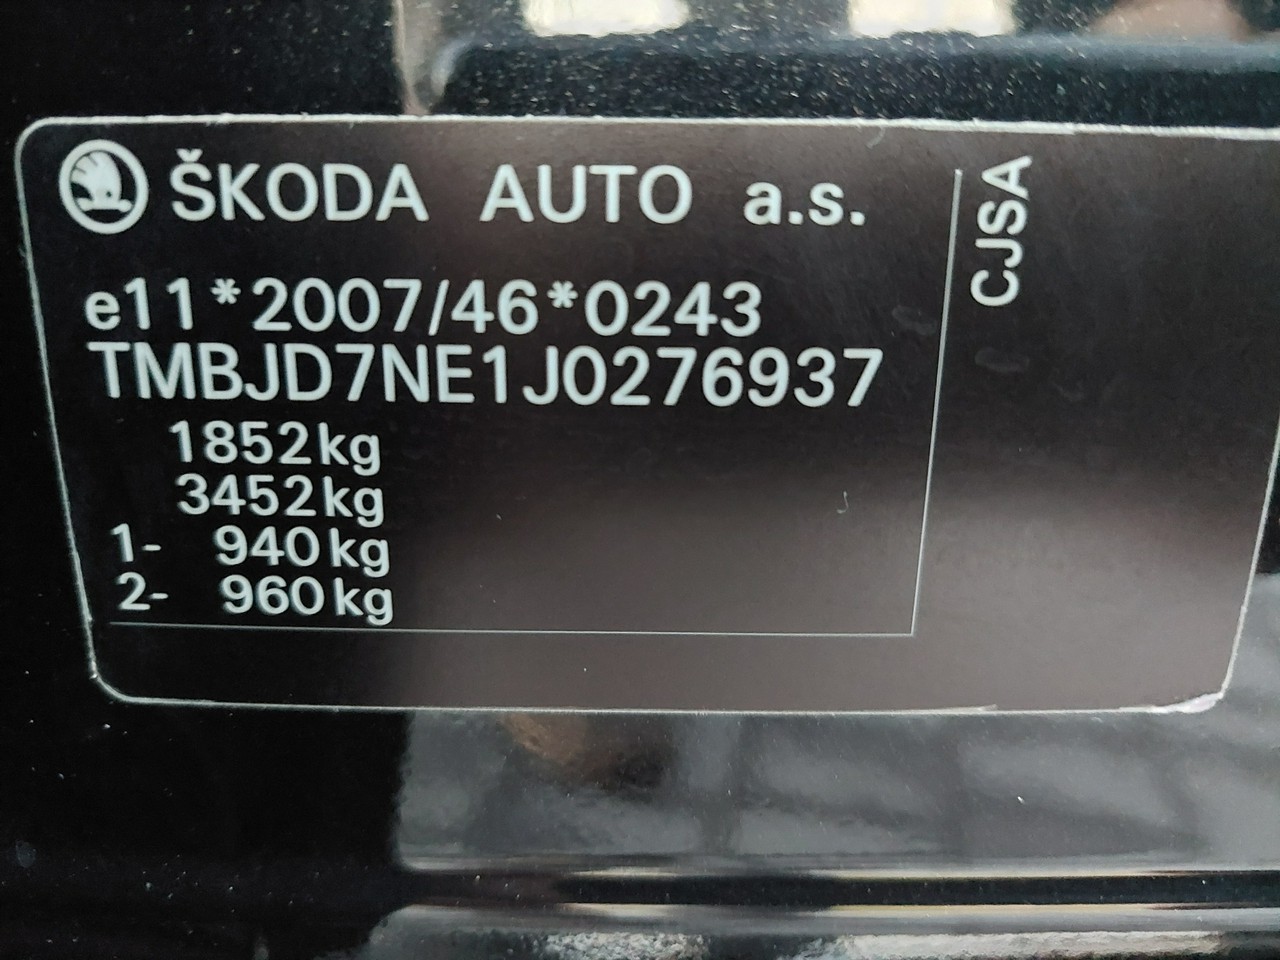 ŠKODA AUTO a.s.
e11*2007/46*0243
TMBJD7NE1J0276937
1852kg
3452kg
1- 940kg
2- 960kg
CJSA